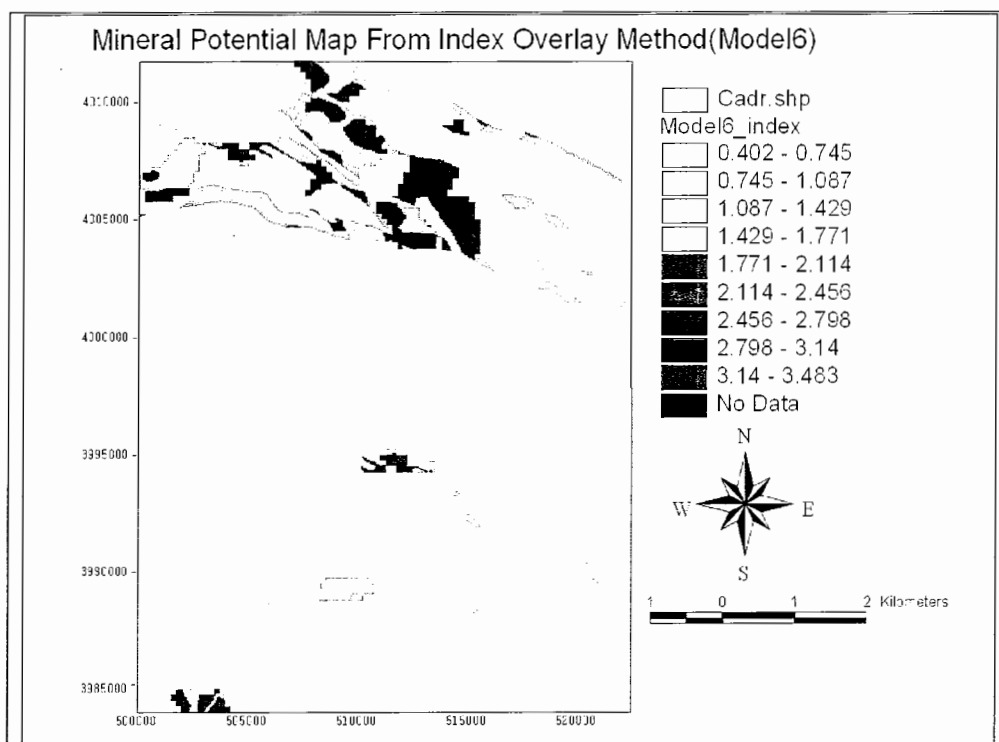 Mineral Potential Map From Index Overlay Method(Model6)
Cadr.shp
Model6_index
0.402 - 0.745
0.745 - 1.087
1.087 - 1.429
1.429 - 1.771
1.771 - 2.114
2.114 - 2.456
2.456 - 2.798
2.798 - 3.14
3.14 - 3.483
No Data
N
W E
S
1 0 1 2 Kilometers
4310000
4305000
4300000
3995000
3990000
3985000
500000 505000 510000 515000 520000